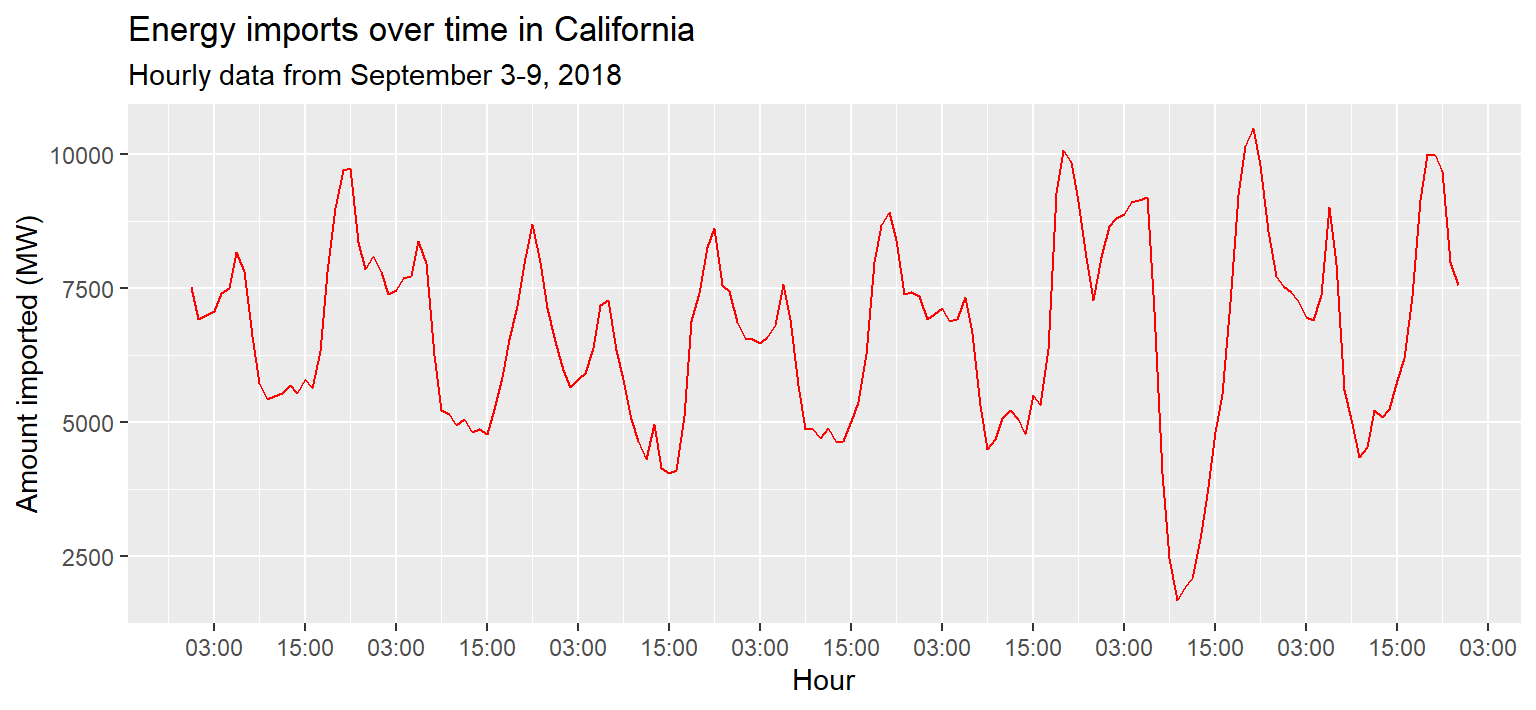 Energy imports over time in California
Hourly data from September 3-9, 2018
10000
7500
5000
2500
Amount imported (MW)
03:00 15:00 03:00 15:00 03:00 15:00 03:00 15:00 03:00 15:00 03:00 15:00 03:00 15:00 03:00
Hour